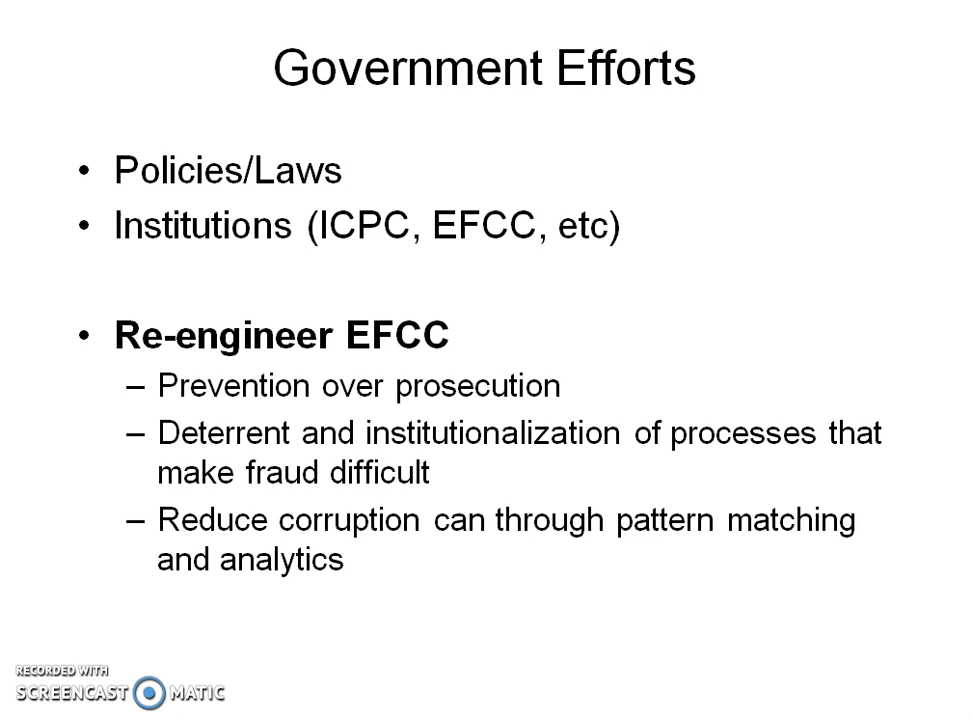 Government Efforts
• Policies/Laws
• Institutions (ICPC, EFCC, etc)
• Re-engineer EFCC
– Prevention over prosecution
– Deterrent and institutionalization of processes that
make fraud difficult
– Reduce corruption can through pattern matching
and analytics
RECORDED WITH
SCREENCAST MATIC